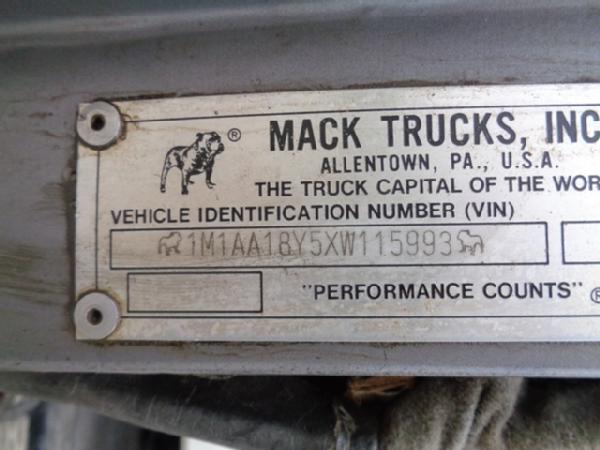 ®
MACK TRUCKS, INC
ALLENTOWN, PA., U.S.A.
THE TRUCK CAPITAL OF THE WOR
VEHICLE IDENTIFICATION NUMBER (VIN)
1M1AA18Y5XW115993
"PERFORMANCE COUNTS" ®